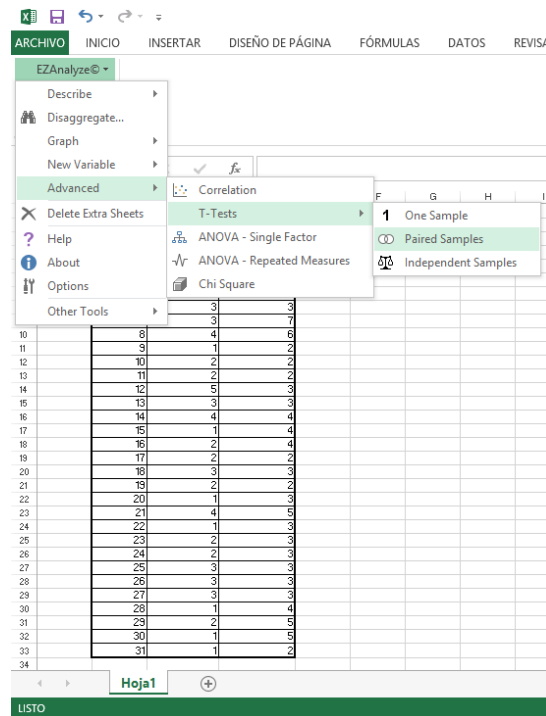 ARCHIVO INICIO INSERTAR DISEÑO DE PÁGINA FÓRMULAS DATOS REVISA
EZAnalyze©
Describe
Disaggregate...
Graph
New Variable
fx
Advanced
Correlation
F G H I
Delete Extra Sheets
T-Tests
1 One Sample
Help
ANOVA - Single Factor
Paired Samples
About
ANOVA - Repeated Measures
Independent Samples
Options
Chi Square
Other Tools
3 3
3 7
10 8 4 6
11 9 1 2
12 10 2 2
13 11 2 2
14 12 5 3
15 13 3 3
16 14 4 4
17 15 1 4
18 16 2 4
19 17 2 2
20 18 3 3
21 19 2 2
22 20 1 3
23 21 4 5
24 22 1 3
25 23 2 3
26 24 2 3
27 25 3 3
28 26 3 3
29 27 3 3
30 28 1 4
31 29 2 5
32 30 1 5
33 31 1 2
34
Hoja1
LISTO